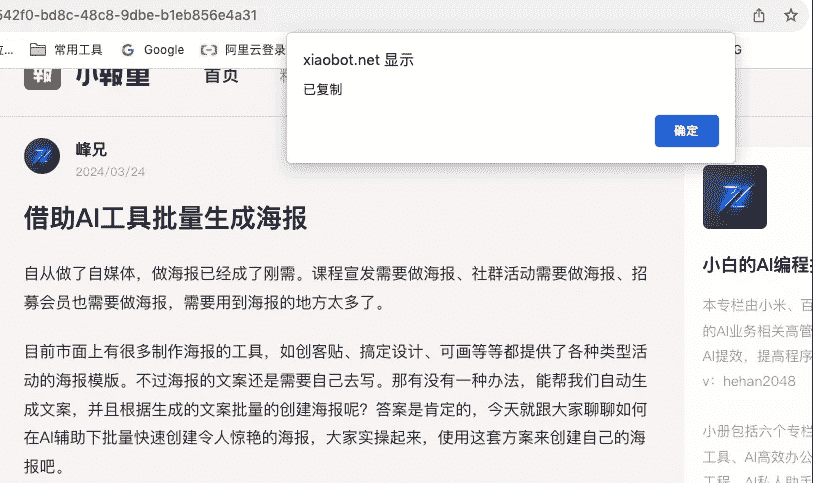 542f0-bd8c-48c8-9dbe-b1eb856e4a31
常用工具
Google
阿里云登录
xiaobot.net 显示
已复制
确定
小報童
首页
峰兄
2024/03/24
借助AI工具批量生成海报
自从做了自媒体，做海报已经成了刚需。课程宣发需要做海报、社群活动需要做海报、招
募会员也需要做海报，需要用到海报的地方太多了。
目前市面上有很多制作海报的工具，如创客贴、搞定设计、可画等等都提供了各种类型活
动的海报模版。不过海报的文案还是需要自己去写。那有没有一种办法，能帮我们自动生
成文案，并且根据生成的文案批量的创建海报呢？答案是肯定的，今天就跟大家聊聊如何
在AI辅助下批量快速创建令人惊艳的海报，大家实操起来，使用这套方案来创建自己的海
报吧。
小白的AI编程
本专栏由小米、百
的AI业务相关高管
AI提效，提高程序
v：hehan2048
小册包括六个专栏
工具、AI高效办公
工程、AI私人助手